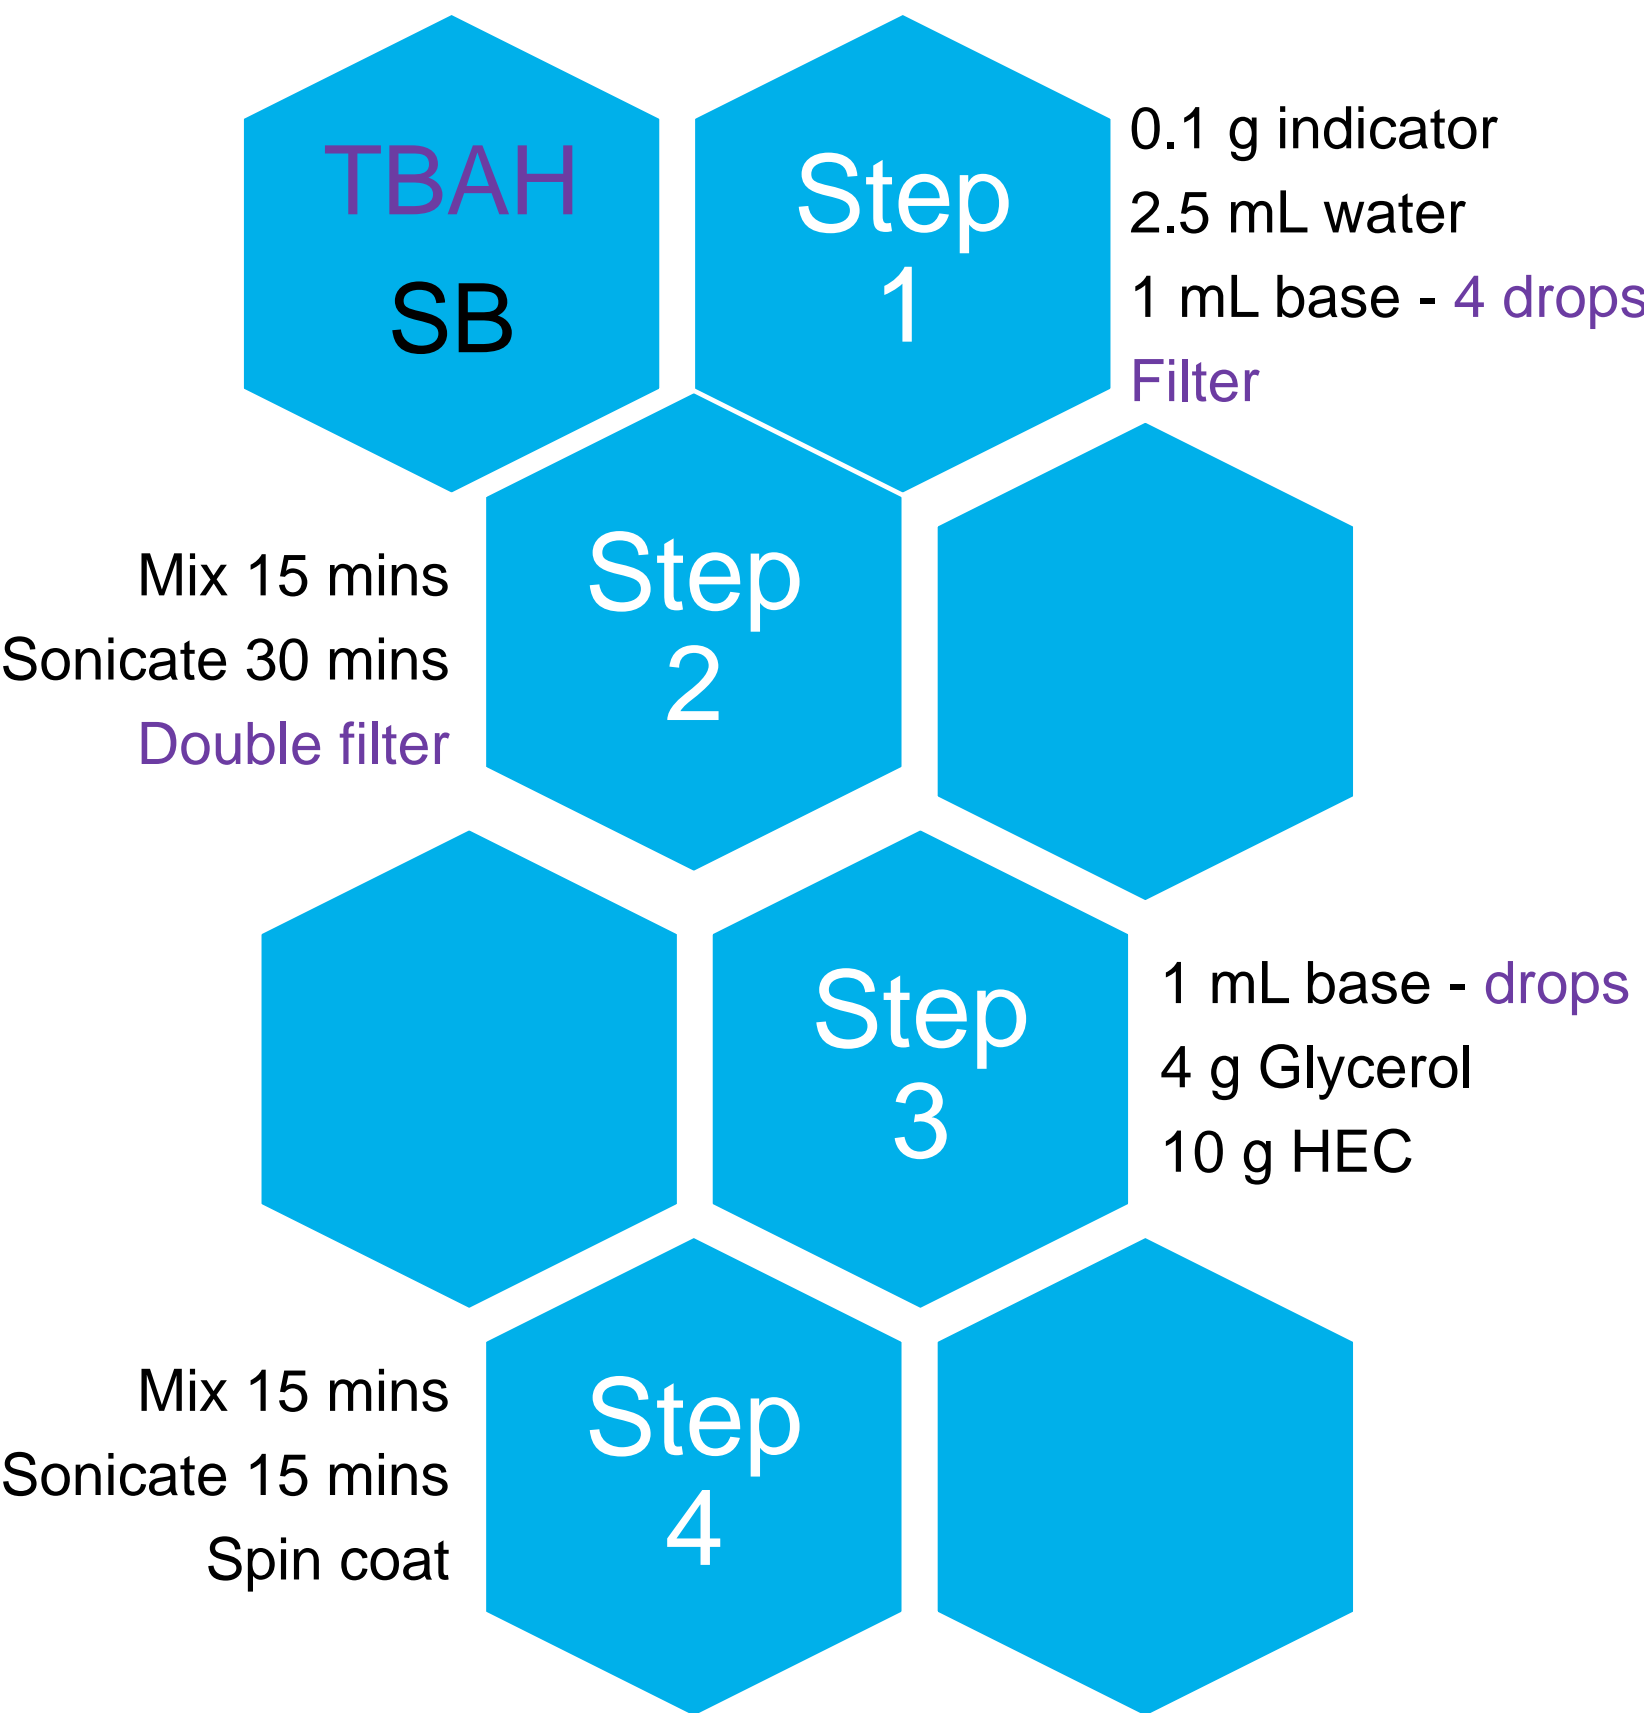 TBAH
SB
Step
1
0.1 g indicator
2.5 mL water
1 mL base - 4 drops
Filter
Mix 15 mins
Sonicate 30 mins
Double filter
Step
2
Step
3
1 mL base - drops
4 g Glycerol
10 g HEC
Mix 15 mins
Sonicate 15 mins
Spin coat
Step
4